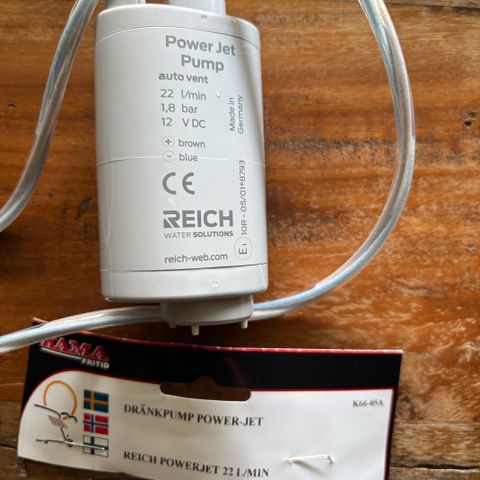 Power Jet
Pump
auto vent
22 l/min
1,8 bar
12 V DC
+ brown
- blue
Made in
Germany
CE
REICH
WATER SOLUTIONS
reich-web.com
E1 10R - 05/01*8793
KAMA
FRITID
K66-05A
DRÄNKPUMP POWER-JET
REICH POWERJET 22 L/MIN